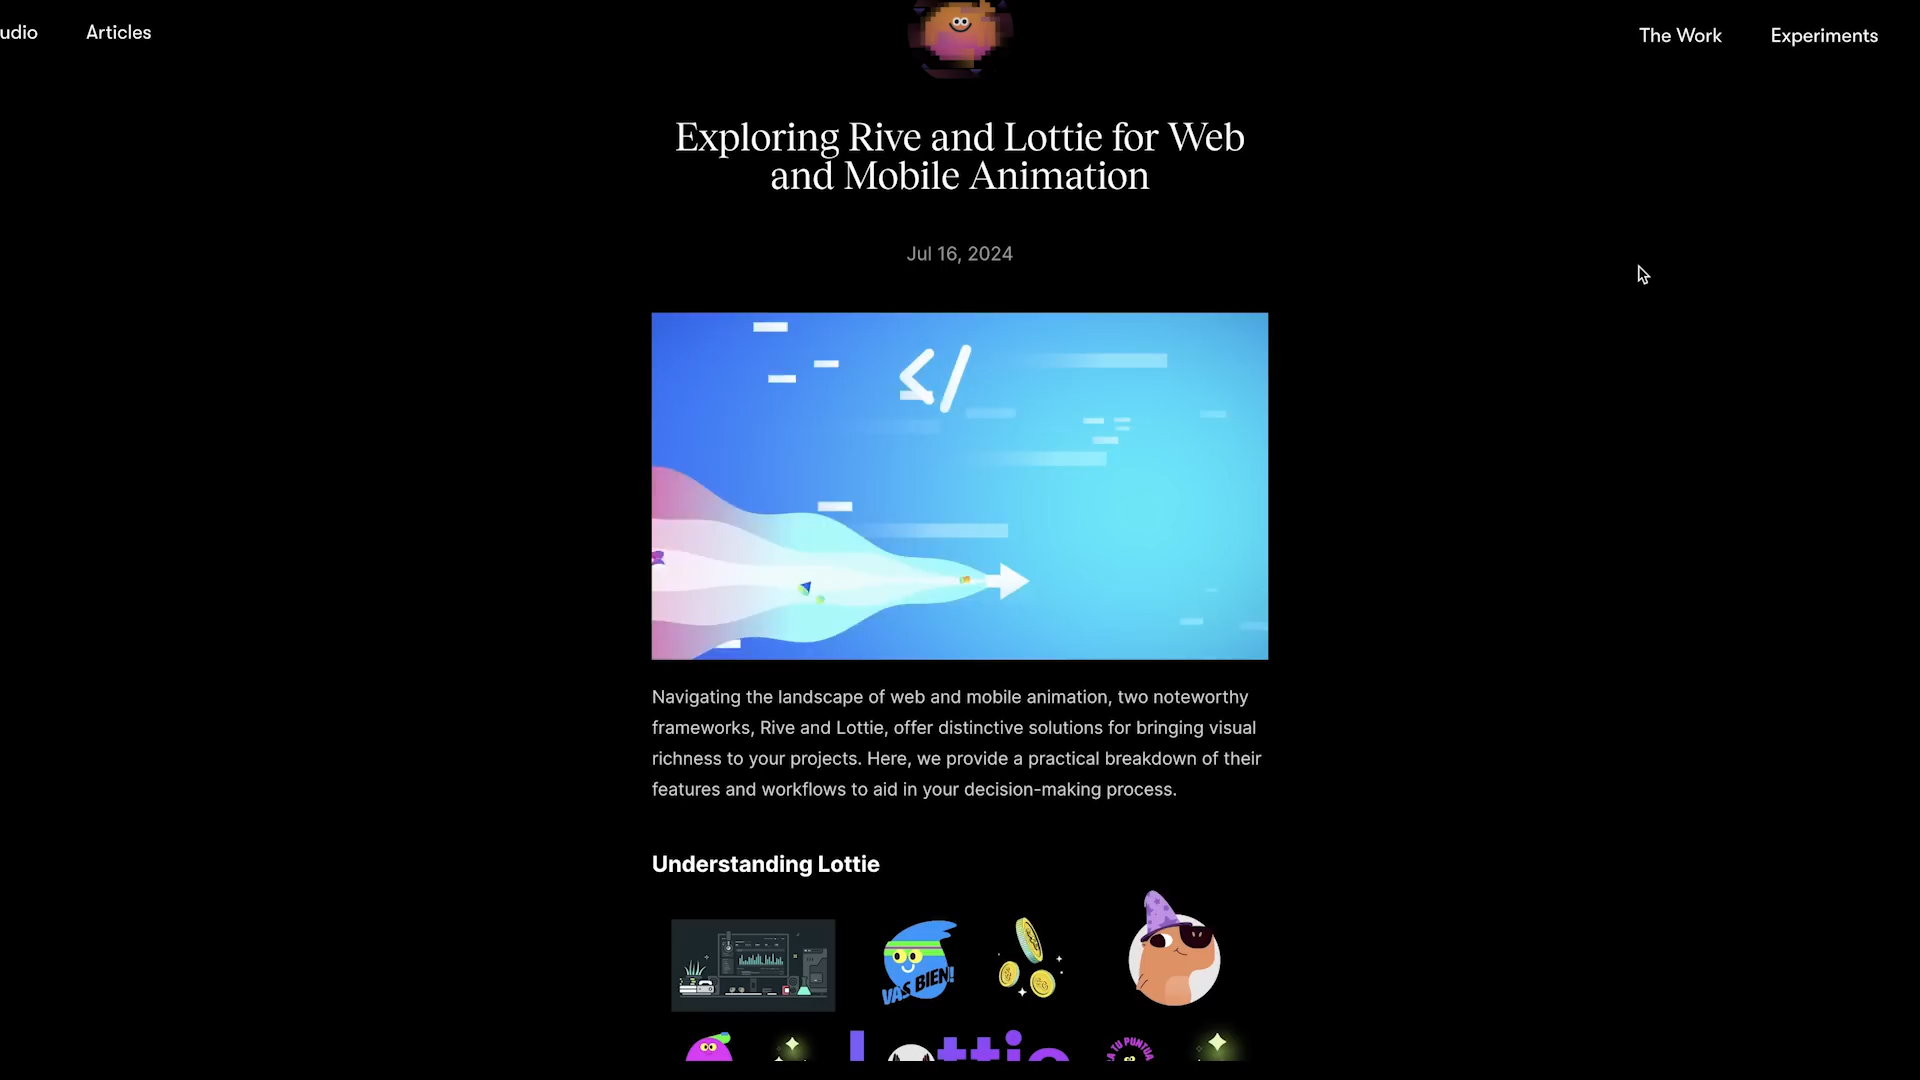 udio
Articles
The Work
Experiments
Exploring Rive and Lottie for Web
and Mobile Animation
Jul 16, 2024
</
Navigating the landscape of web and mobile animation, two noteworthy
frameworks, Rive and Lottie, offer distinctive solutions for bringing visual
richness to your projects. Here, we provide a practical breakdown of their
features and workflows to aid in your decision-making process.
Understanding Lottie
VAS BIEN!
Lottie
A TU PUNTUA